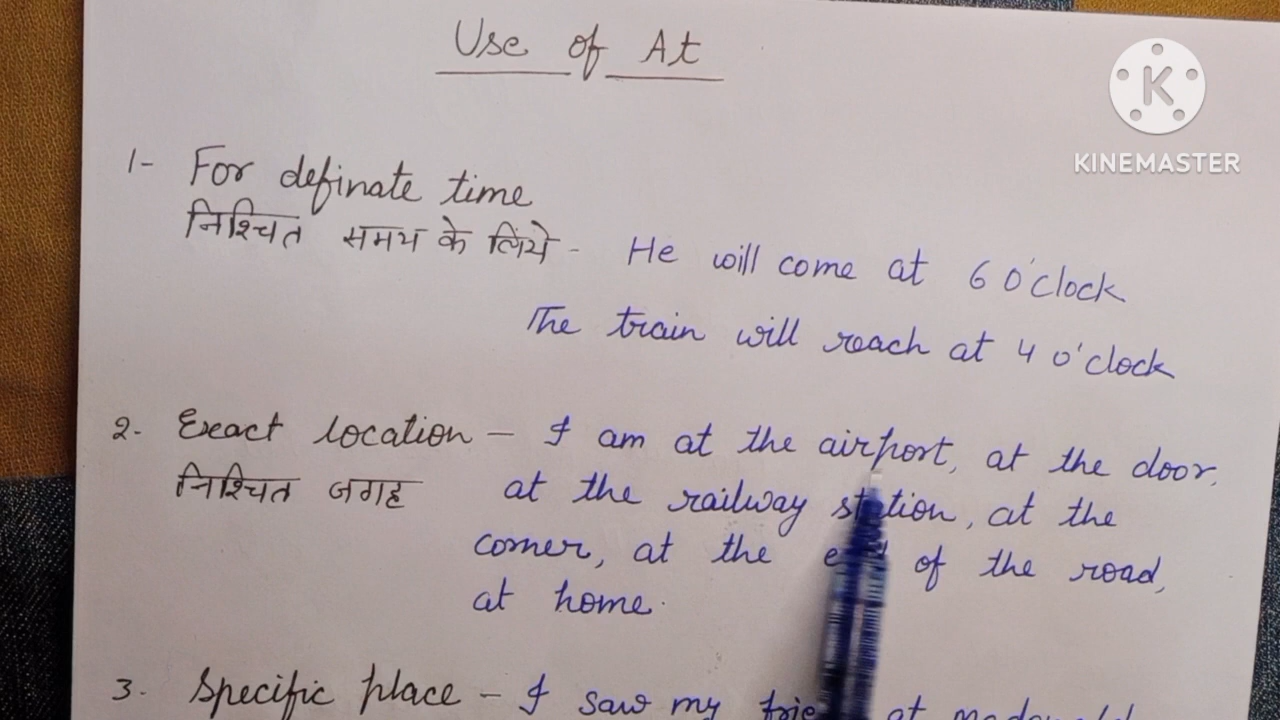 Use of At
KINEMASTER
1- For definate time
निश्चित समय के लिये - He will come at 6 o'clock
The train will reach at 4 o'clock
2- Exact location - I am at the airport, at the door,
निश्चित जगह at the railway station, at the
corner, at the end of the road,
at home.
3- Specific place - I saw my at